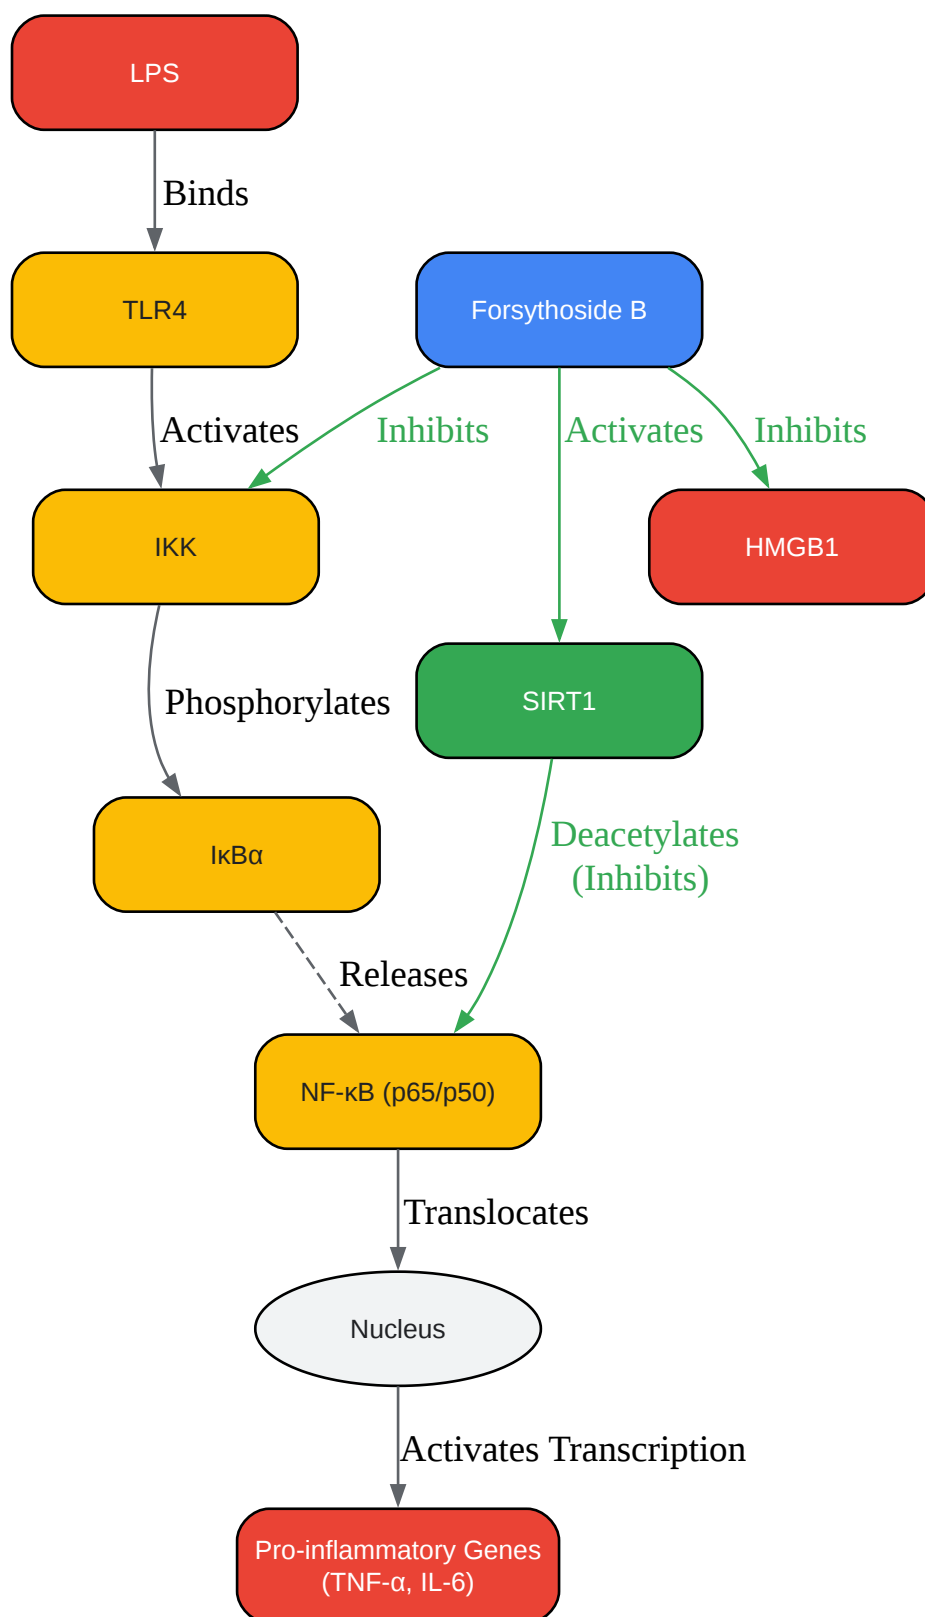 LPS
Binds
TLR4
Forsythoside B
Activates
Inhibits
Activates
Inhibits
IKK
HMGB1
Phosphorylates
SIRT1
IκBα
Deacetylates
(Inhibits)
Releases
NF-κB (p65/p50)
Translocates
Nucleus
Activates Transcription
Pro-inflammatory Genes
(TNF-α, IL-6)